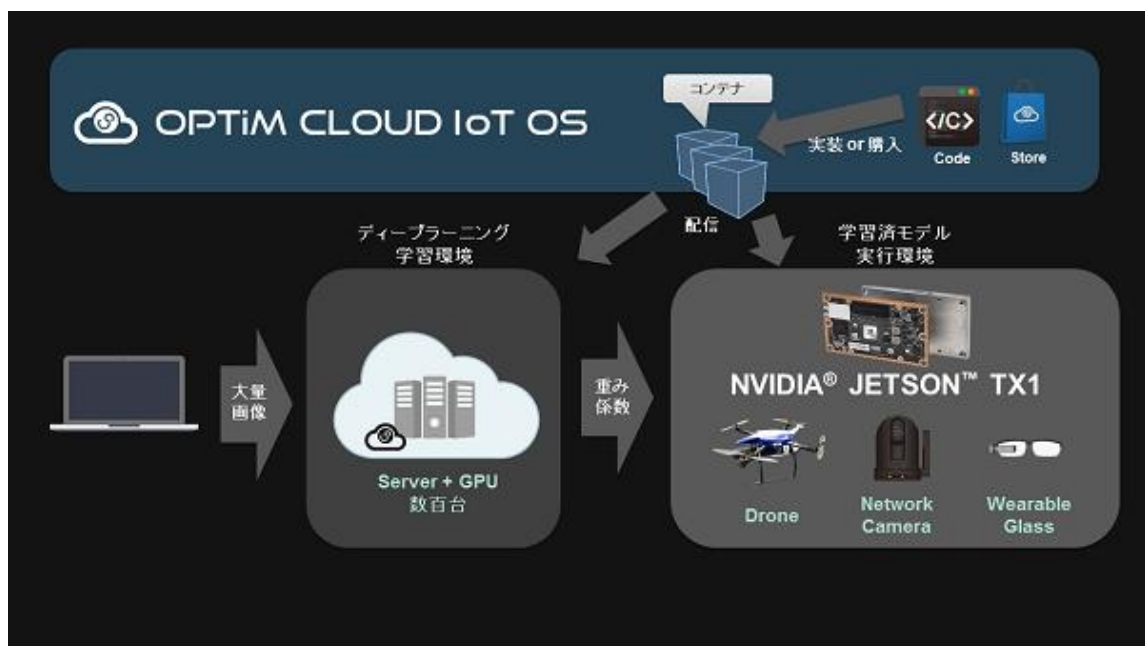 OPTiM CLOUD IoT OS
コンテナ
</C>
実装 or 購入
Code
Store
配信
ディープラーニング
学習環境
学習済モデル
実行環境
大量
画像
Server + GPU
数百台
重み
係数
NVIDIA® JETSON™ TX1
Drone
Network
Camera
Wearable
Glass